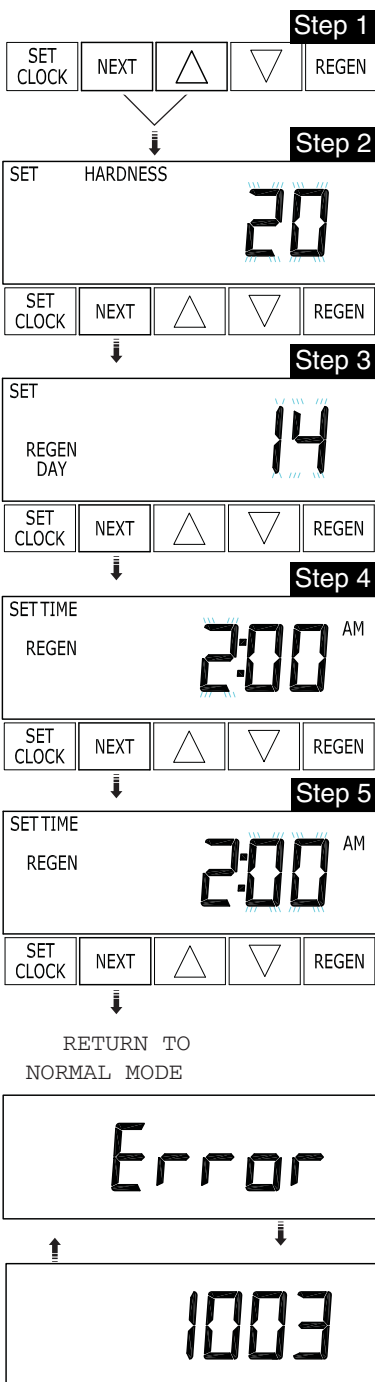 Step 1
SET CLOCK NEXT REGEN
Step 2
SET HARDNESS
20
SET CLOCK NEXT REGEN
Step 3
SET
14
REGEN DAY
SET CLOCK NEXT REGEN
Step 4
SET TIME
REGEN 2:00 AM
SET CLOCK NEXT REGEN
Step 5
SET TIME
REGEN 2:00 AM
SET CLOCK NEXT REGEN
RETURN TO
NORMAL MODE
Error
1003